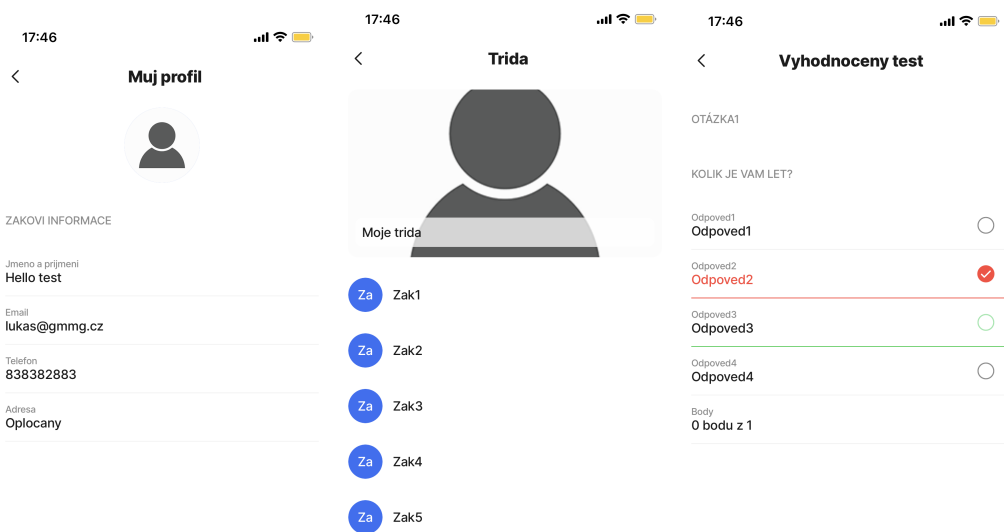 17:46
Muj profil
ZAKOVI INFORMACE
Jmeno a prijmeni
Hello test
Email
lukas@gmmg.cz
Telefon
838382883
Adresa
Oplocany
17:46
Trida
Moje trida
Za Zak1
Za Zak2
Za Zak3
Za Zak4
Za Zak5
17:46
Vyhodnoceny test
OTÁZKA1
KOLIK JE VAM LET?
Odpoved1
Odpoved1
Odpoved2
Odpoved2
Odpoved3
Odpoved3
Odpoved4
Odpoved4
Body
0 bodu z 1